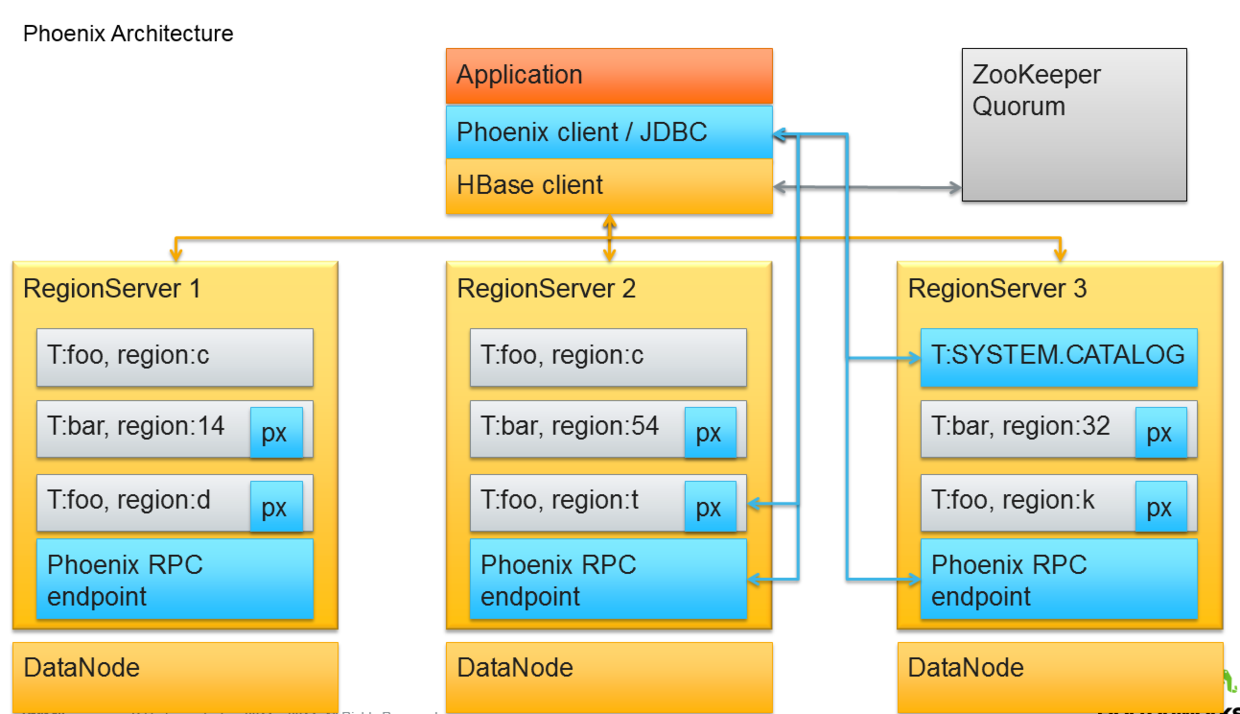 Phoenix Architecture
Application
Phoenix client / JDBC
HBase client
ZooKeeper
Quorum
RegionServer 1
T:foo, region:c
T:bar, region:14
px
T:foo, region:d
px
Phoenix RPC
endpoint
DataNode
RegionServer 2
T:foo, region:c
T:bar, region:54
px
T:foo, region:t
px
Phoenix RPC
endpoint
DataNode
RegionServer 3
T:SYSTEM.CATALOG
T:bar, region:32
px
T:foo, region:k
px
Phoenix RPC
endpoint
DataNode